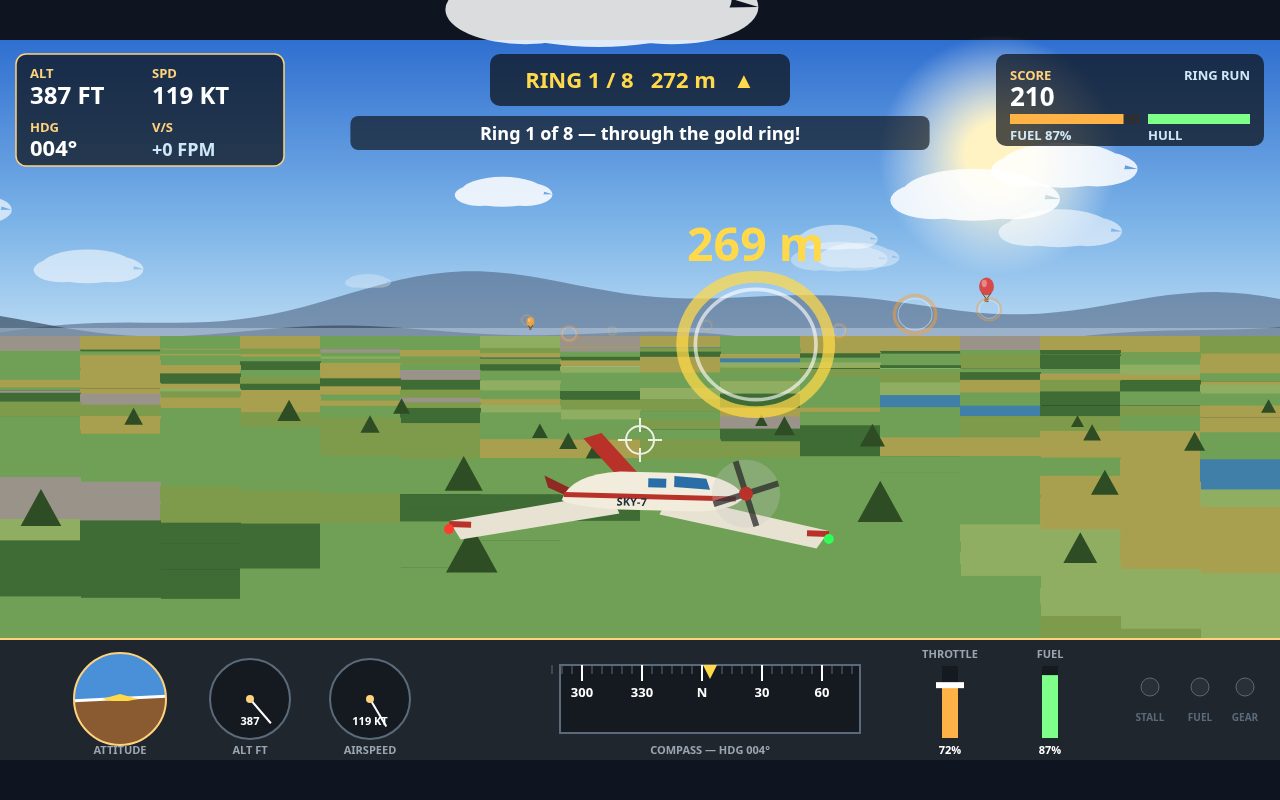 ALT
SPD
387 FT
119 KT
HDG
V/S
004°
+0 FPM
RING 1 / 8 272 m ▲
Ring 1 of 8 — through the gold ring!
SCORE
RING RUN
210
FUEL 87%
HULL
269 m
SKY-7
ATTITUDE
387
ALT FT
119 KT
AIRSPEED
300 330 N 30 60
COMPASS — HDG 004°
THROTTLE
72%
FUEL
87%
STALL
FUEL
GEAR